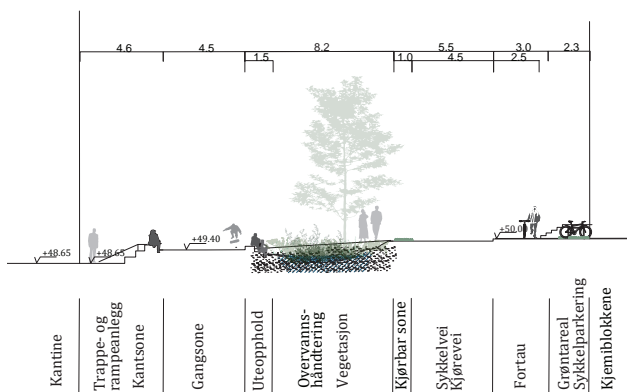 4.6
4.5
8.2
5.5
3.0
2.3
1.5
1.0
4.5
2.5
+48.65
+48.65
+49.40
+50.00
Kantine
Trappe- og
rampeanlegg
Kantsone
Gangsone
Uteopphold
Overvanns-
håndtering
Vegetasjon
Kjørbar sone
Sykkelvei
Kjørevei
Fortau
Grøntareal
Sykkelparkering
Kjemiblokkene